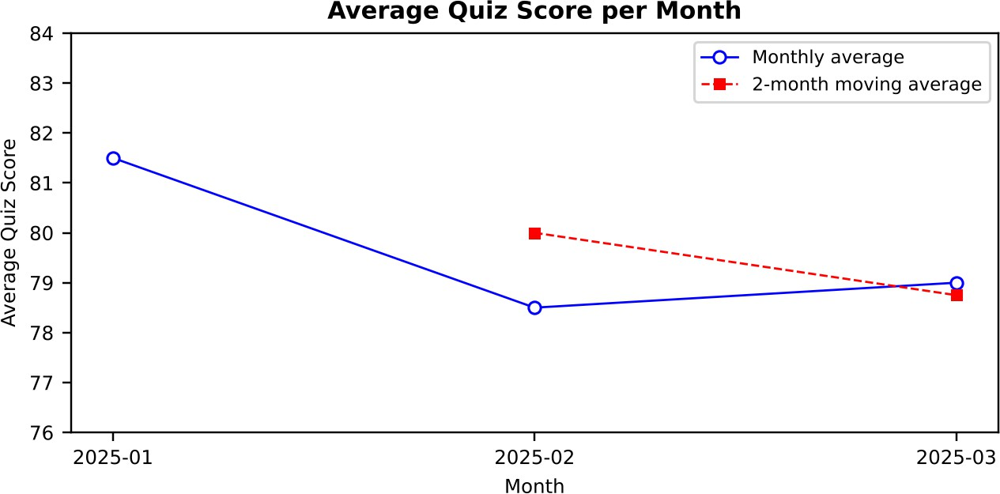 Average Quiz Score per Month
Monthly average
2-month moving average
84
83
82
81
80
79
78
77
76
Average Quiz Score
2025-01
2025-02
2025-03
Month